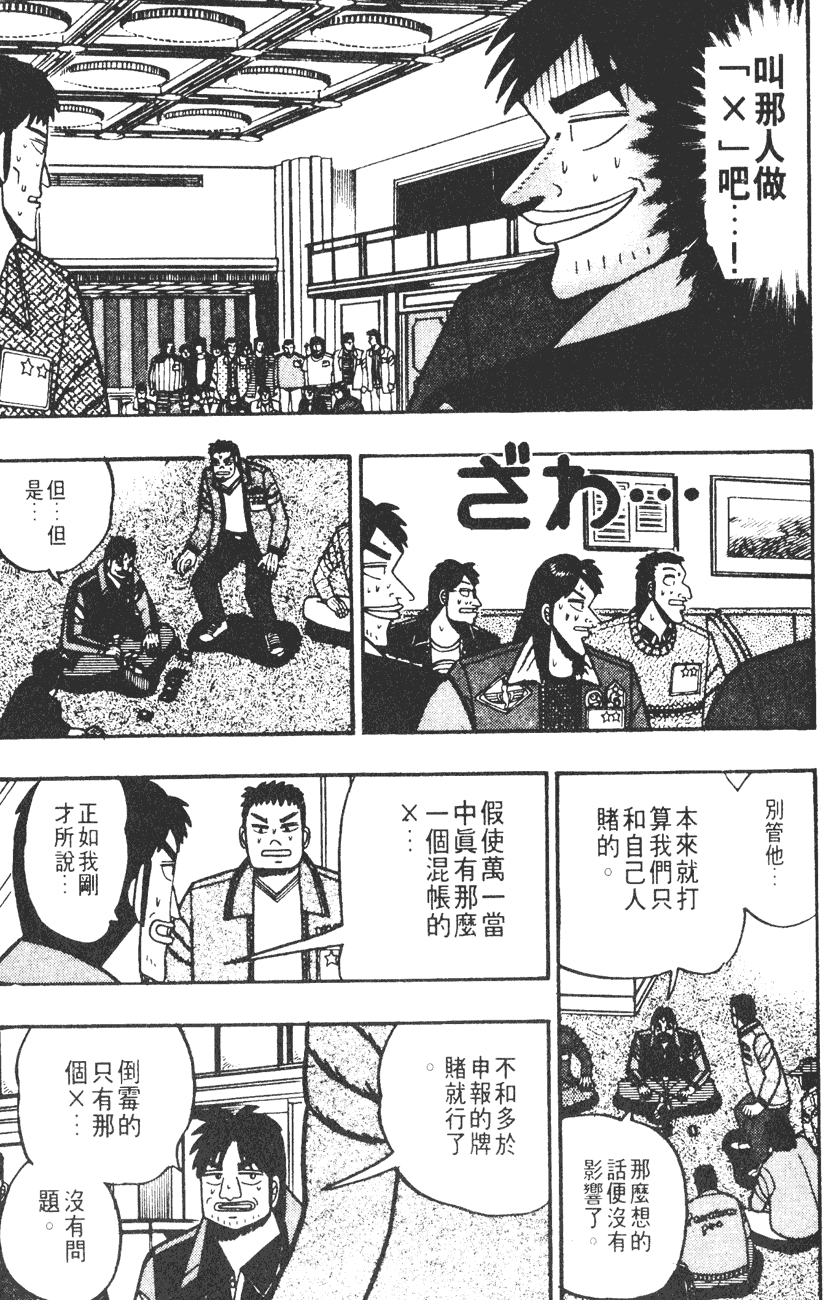 叫那人做
「×」吧…！
ざわ…
但…但
是…
別管他…
本來就打
算我們只
和自己人
賭的。
那麼想的
話便沒有
影響了。
假使萬一當
中真有那麼
一個混帳的
×…
正如我剛
才所說…
不和多於
申報的牌
賭就行了
。
倒霉的
只有那
個×…
沒有問
題。